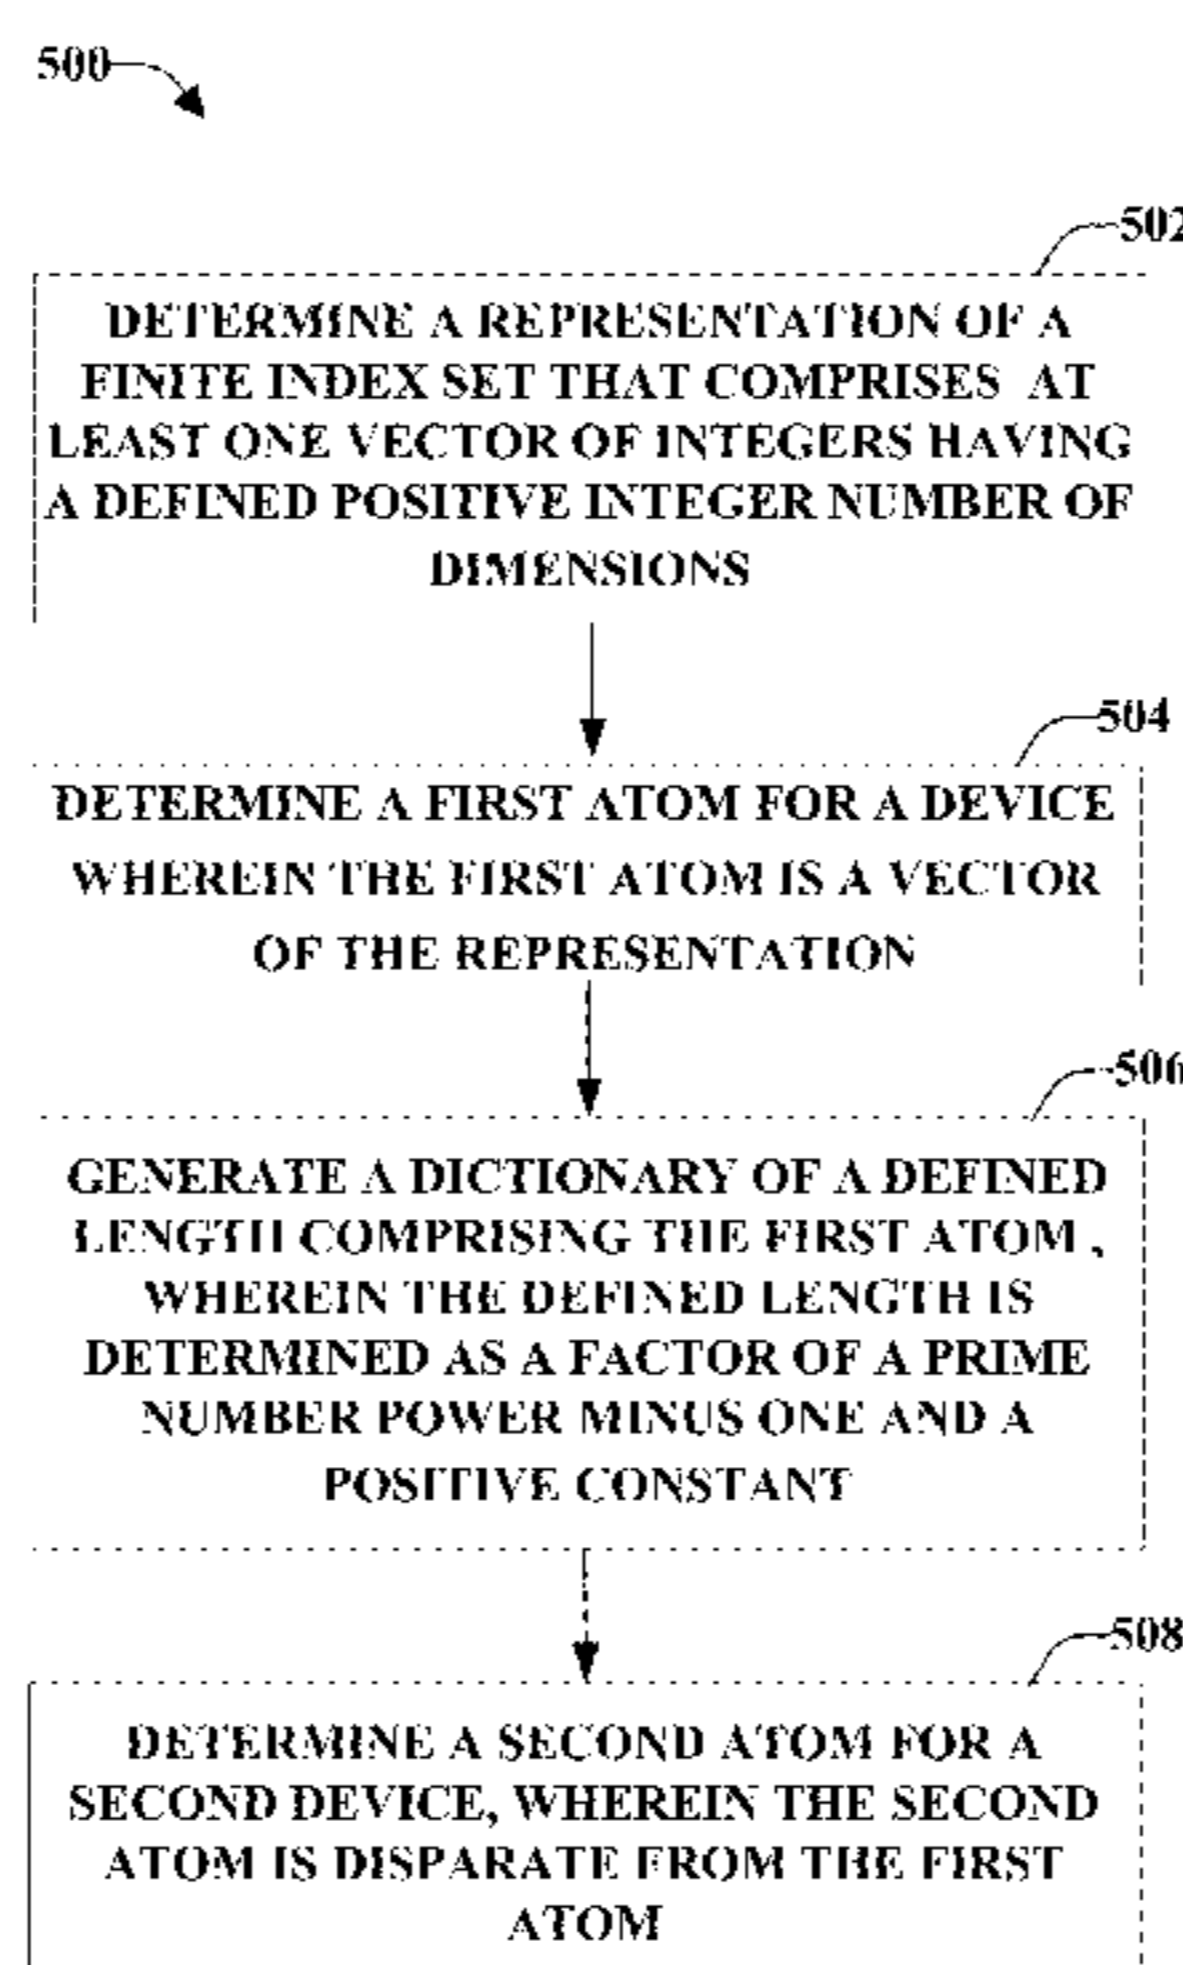 500
502
DETERMINE A REPRESENTATION OF A
FINITE INDEX SET THAT COMPRISES AT
LEAST ONE VECTOR OF INTEGERS HAVING
A DEFINED POSITIVE INTEGER NUMBER OF
DIMENSIONS
504
DETERMINE A FIRST ATOM FOR A DEVICE
WHEREIN THE FIRST ATOM IS A VECTOR
OF THE REPRESENTATION
506
GENERATE A DICTIONARY OF A DEFINED
LENGTH COMPRISING THE FIRST ATOM ,
WHEREIN THE DEFINED LENGTH IS
DETERMINED AS A FACTOR OF A PRIME
NUMBER POWER MINUS ONE AND A
POSITIVE CONSTANT
508
DETERMINE A SECOND ATOM FOR A
SECOND DEVICE, WHEREIN THE SECOND
ATOM IS DISPARATE FROM THE FIRST
ATOM